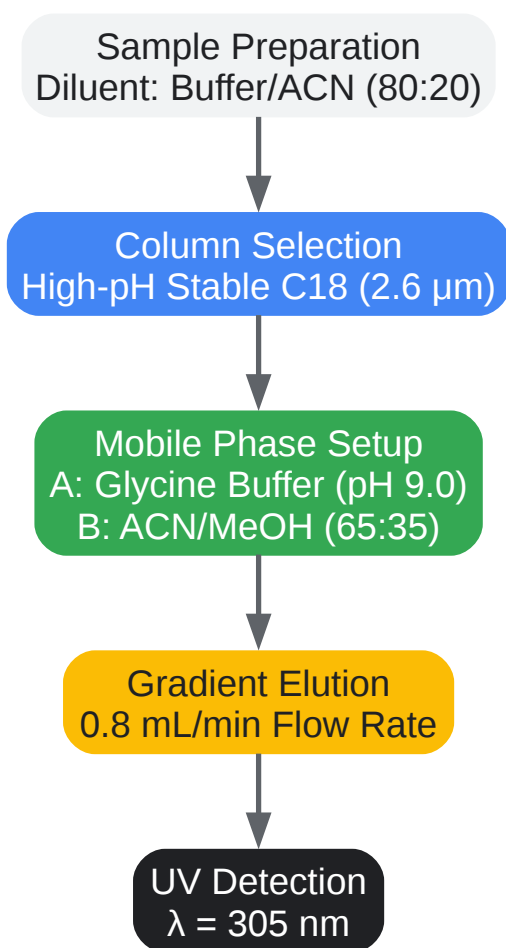 Sample Preparation
Diluent: Buffer/ACN (80:20)
Column Selection
High-pH Stable C18 (2.6 μm)
Mobile Phase Setup
A: Glycine Buffer (pH 9.0)
B: ACN/MeOH (65:35)
Gradient Elution
0.8 mL/min Flow Rate
UV Detection
λ = 305 nm